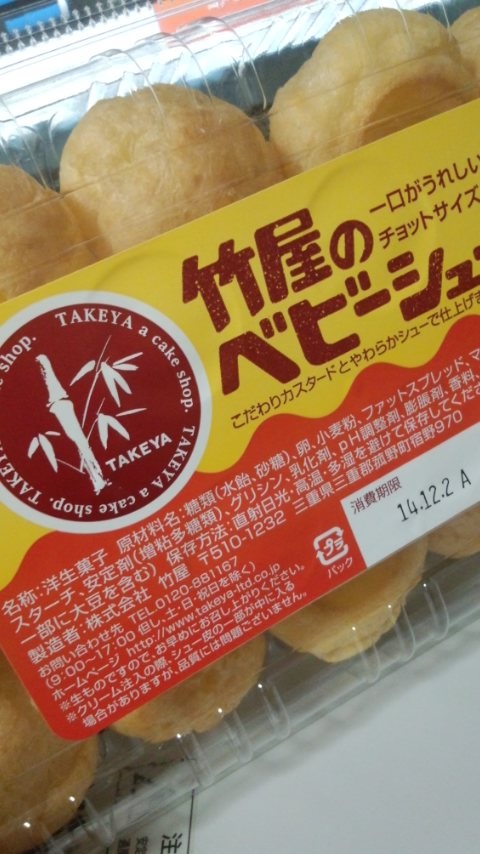 一口がうれしい
チョットサイズ
竹屋の
ベビーシュー
こだわりカスタードとやわらかシューで仕上げ
TAKEYA a cake shop.
TAKEYA
名称:洋生菓子 原材料名:糖類(水飴、砂糖)、卵、小麦粉、ファットスプレッド、
スターチ、安定剤(増粘多糖類)、グリシン、乳化剤、pH調整剤、膨脹剤、香料、
一部に大豆を含む) 保存方法:直射日光・高温、多湿を避けて保存してくださ
製造者:株式会社 竹屋 〒510-1232 三重県三重郡菰野町宿野970
お問い合わせ先 TEL.0120-881167
(9:00~17:00 但し、土・日・祝日を除く)
ホームページ http://www.takeya-ltd.co.jp
※生ものですので、お早めにお召し上がりください。
※クリーム注入の際、シュー皮の一部が中に入る
場合がありますが、品質には問題ございません。
消費期限
14.12.2 A
パック
注